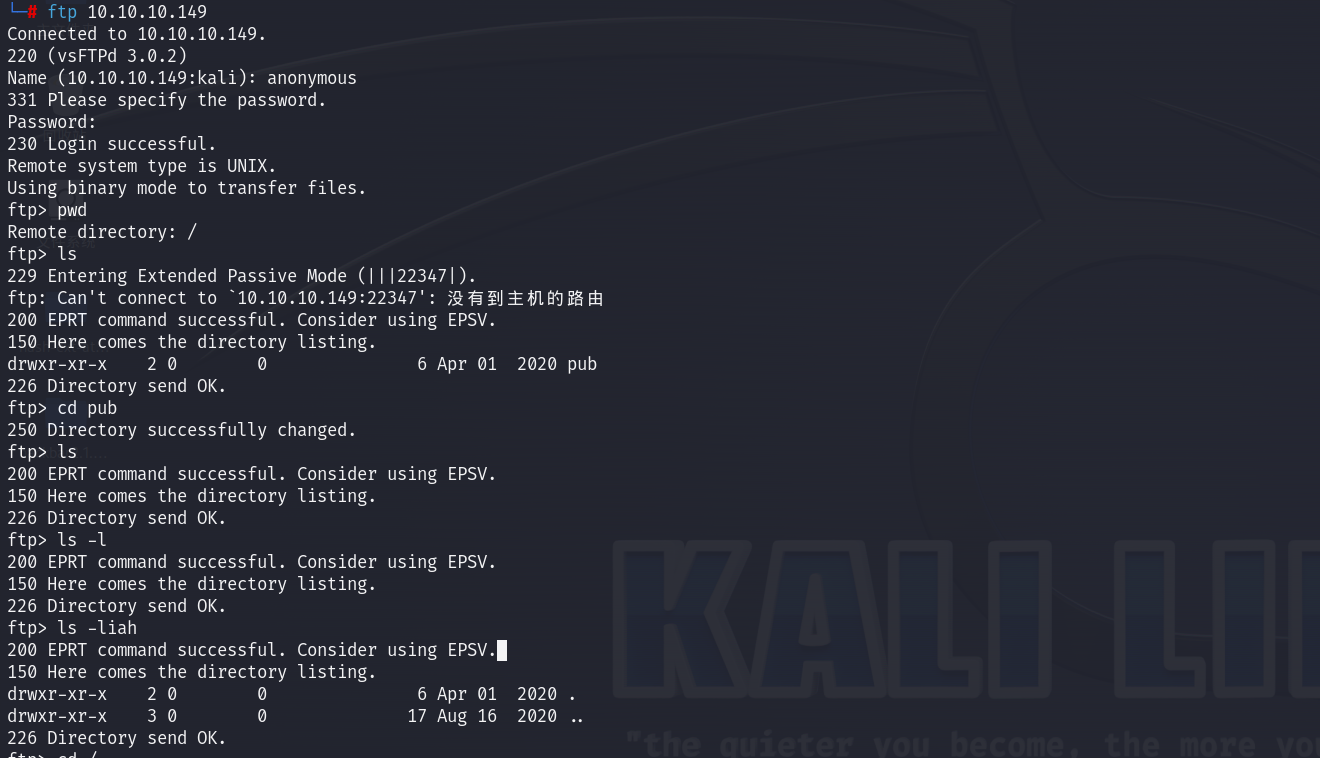 └─# ftp 10.10.10.149
Connected to 10.10.10.149.
220 (vsFTPd 3.0.2)
Name (10.10.10.149:kali): anonymous
331 Please specify the password.
Password:
230 Login successful.
Remote system type is UNIX.
Using binary mode to transfer files.
ftp> pwd
Remote directory: /
ftp> ls
229 Entering Extended Passive Mode (|||22347|).
ftp: Can't connect to `10.10.10.149:22347': 没有到主机的路由
200 EPRT command successful. Consider using EPSV.
150 Here comes the directory listing.
drwxr-xr-x    2 0        0               6 Apr 01  2020 pub
226 Directory send OK.
ftp> cd pub
250 Directory successfully changed.
ftp> ls
200 EPRT command successful. Consider using EPSV.
150 Here comes the directory listing.
226 Directory send OK.
ftp> ls -l
200 EPRT command successful. Consider using EPSV.
150 Here comes the directory listing.
226 Directory send OK.
ftp> ls -liah
200 EPRT command successful. Consider using EPSV.
150 Here comes the directory listing.
drwxr-xr-x    2 0        0               6 Apr 01  2020 .
drwxr-xr-x    3 0        0              17 Aug 16  2020 ..
226 Directory send OK.
ftp> cd /
KALI LI
"the quieter you become, the more you